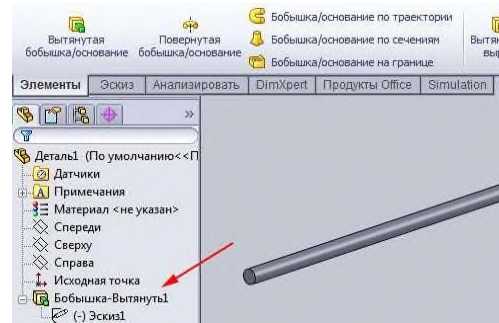 Вытянутая
бобышка/основание
Повернутая
бобышка/основание
Бобышка/основание по траектории
Бобышка/основание по сечениям
Бобышка/основание на границе
Элементы
Эскиз
Анализировать
DimXpert
Продукты Office
Simulation
Деталь1 (По умолчанию<<П
Датчики
Примечания
Материал <не указан>
Спереди
Сверху
Справа
Исходная точка
Бобышка-Вытянуть1
(-) Эскиз1